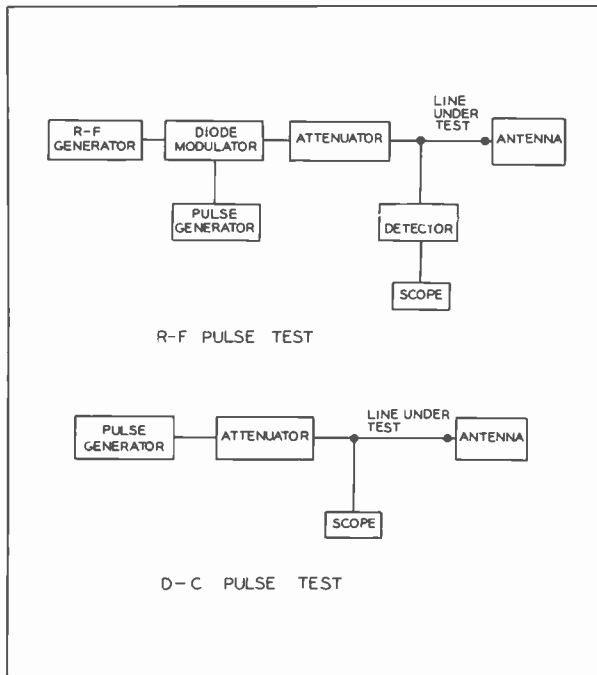 LINE
UNDER
TEST
R-F
GENERATOR
DIODE
MODULATOR
ATTENUATOR
ANTENNA
PULSE
GENERATOR
DETECTOR
SCOPE
R-F PULSE TEST
LINE UNDER
TEST
PULSE
GENERATOR
ATTENUATOR
ANTENNA
SCOPE
D-C PULSE TEST